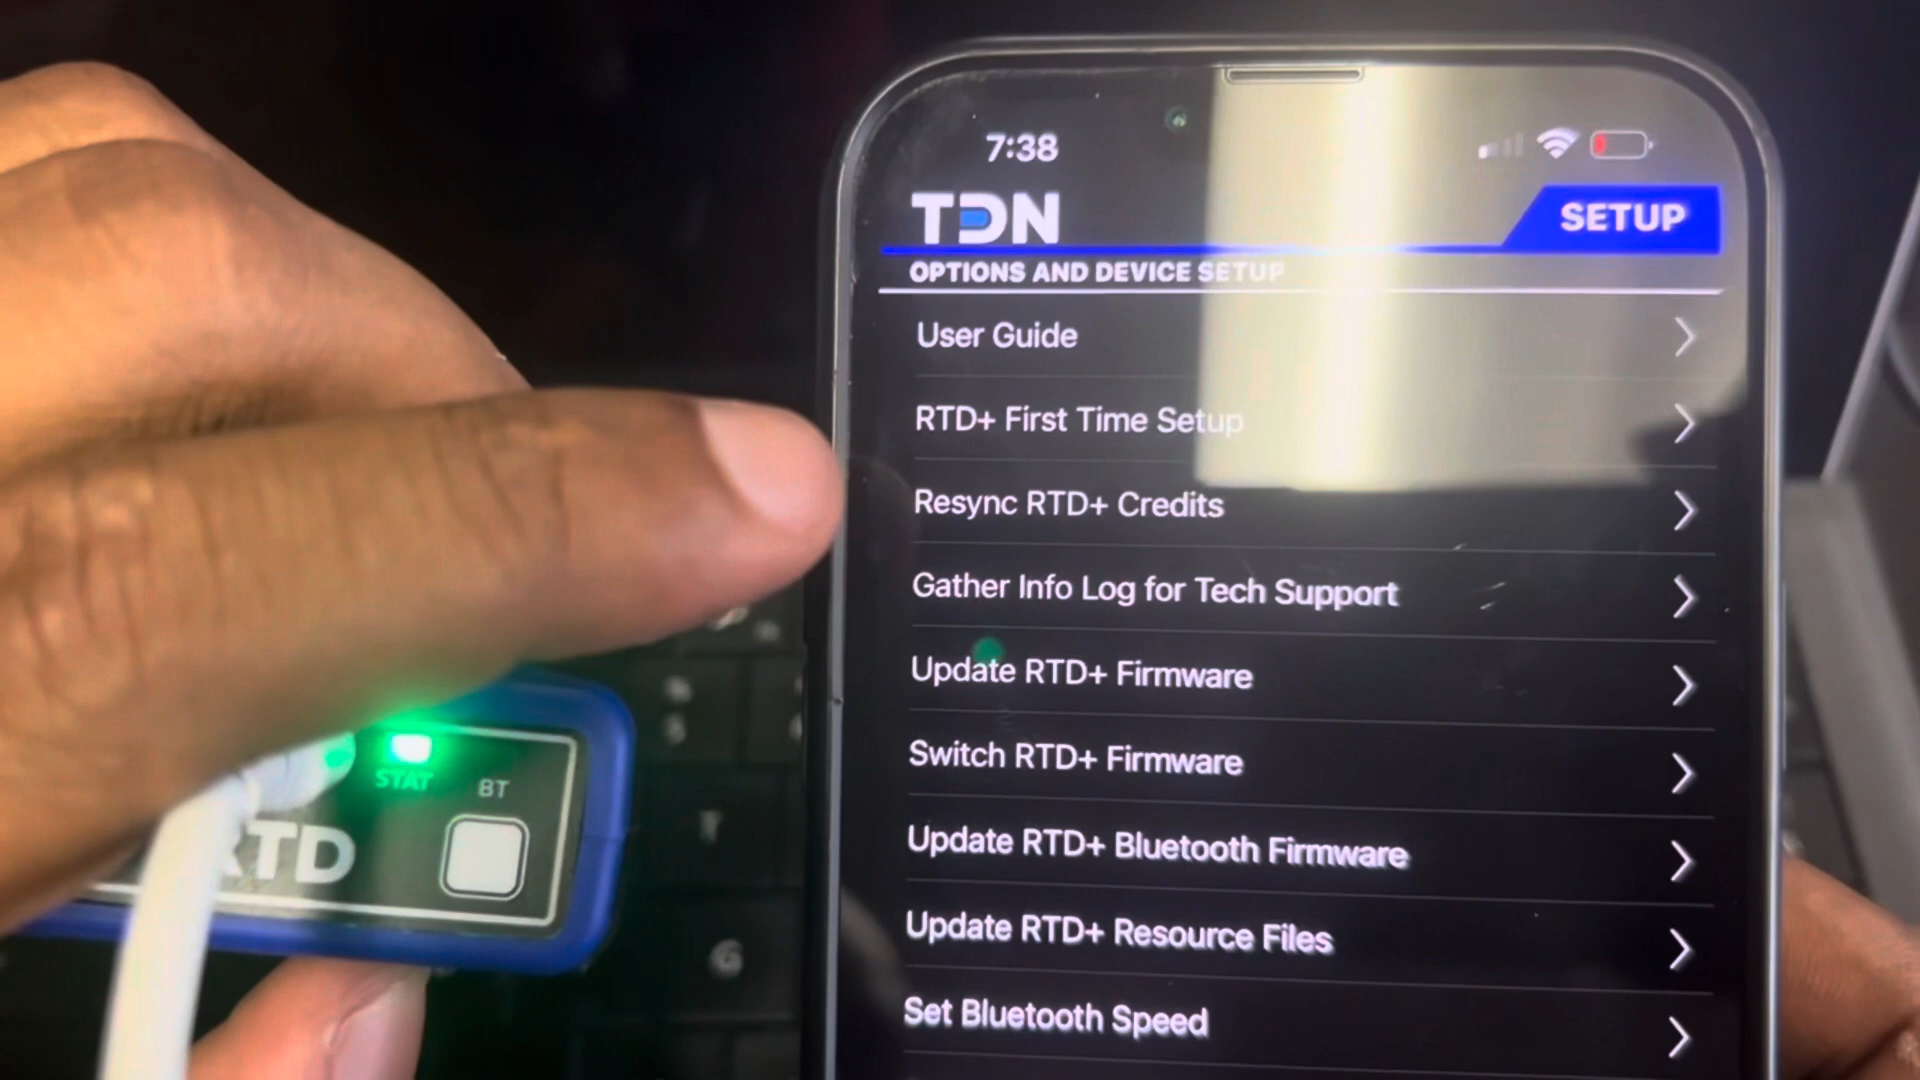 7:38
TDN
SETUP
OPTIONS AND DEVICE SETUP
User Guide
RTD+ First Time Setup
Resync RTD+ Credits
Gather Info Log for Tech Support
Update RTD+ Firmware
Switch RTD+ Firmware
Update RTD+ Bluetooth Firmware
Update RTD+ Resource Files
Set Bluetooth Speed
STAT
BT
RTD
G